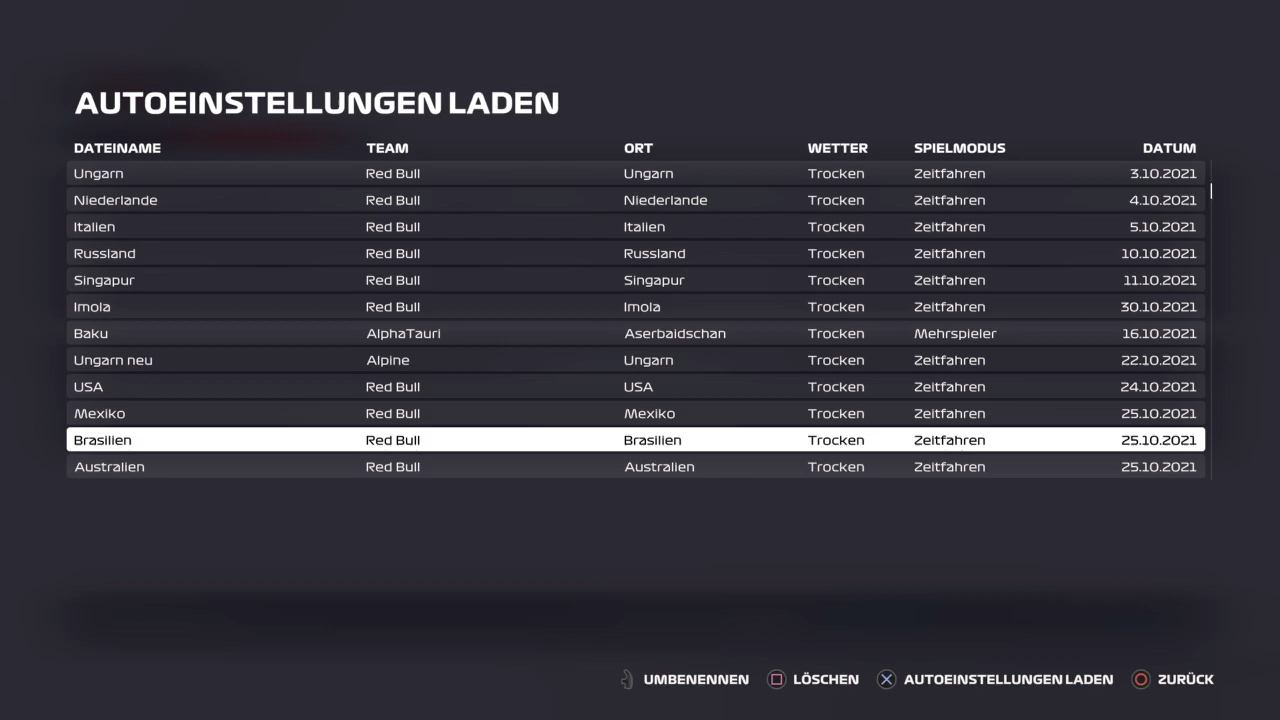 AUTOEINSTELLUNGEN LADEN
DATEINAME TEAM ORT WETTER SPIELMODUS DATUM
Ungarn Red Bull Ungarn Trocken Zeitfahren 3.10.2021
Niederlande Red Bull Niederlande Trocken Zeitfahren 4.10.2021
Italien Red Bull Italien Trocken Zeitfahren 5.10.2021
Russland Red Bull Russland Trocken Zeitfahren 10.10.2021
Singapur Red Bull Singapur Trocken Zeitfahren 11.10.2021
Imola Red Bull Imola Trocken Zeitfahren 30.10.2021
Baku AlphaTauri Aserbaidschan Trocken Mehrspieler 16.10.2021
Ungarn neu Alpine Ungarn Trocken Zeitfahren 22.10.2021
USA Red Bull USA Trocken Zeitfahren 24.10.2021
Mexiko Red Bull Mexiko Trocken Zeitfahren 25.10.2021
Brasilien Red Bull Brasilien Trocken Zeitfahren 25.10.2021
Australien Red Bull Australien Trocken Zeitfahren 25.10.2021
UMBENENNEN LÖSCHEN AUTOEINSTELLUNGEN LADEN ZURÜCK